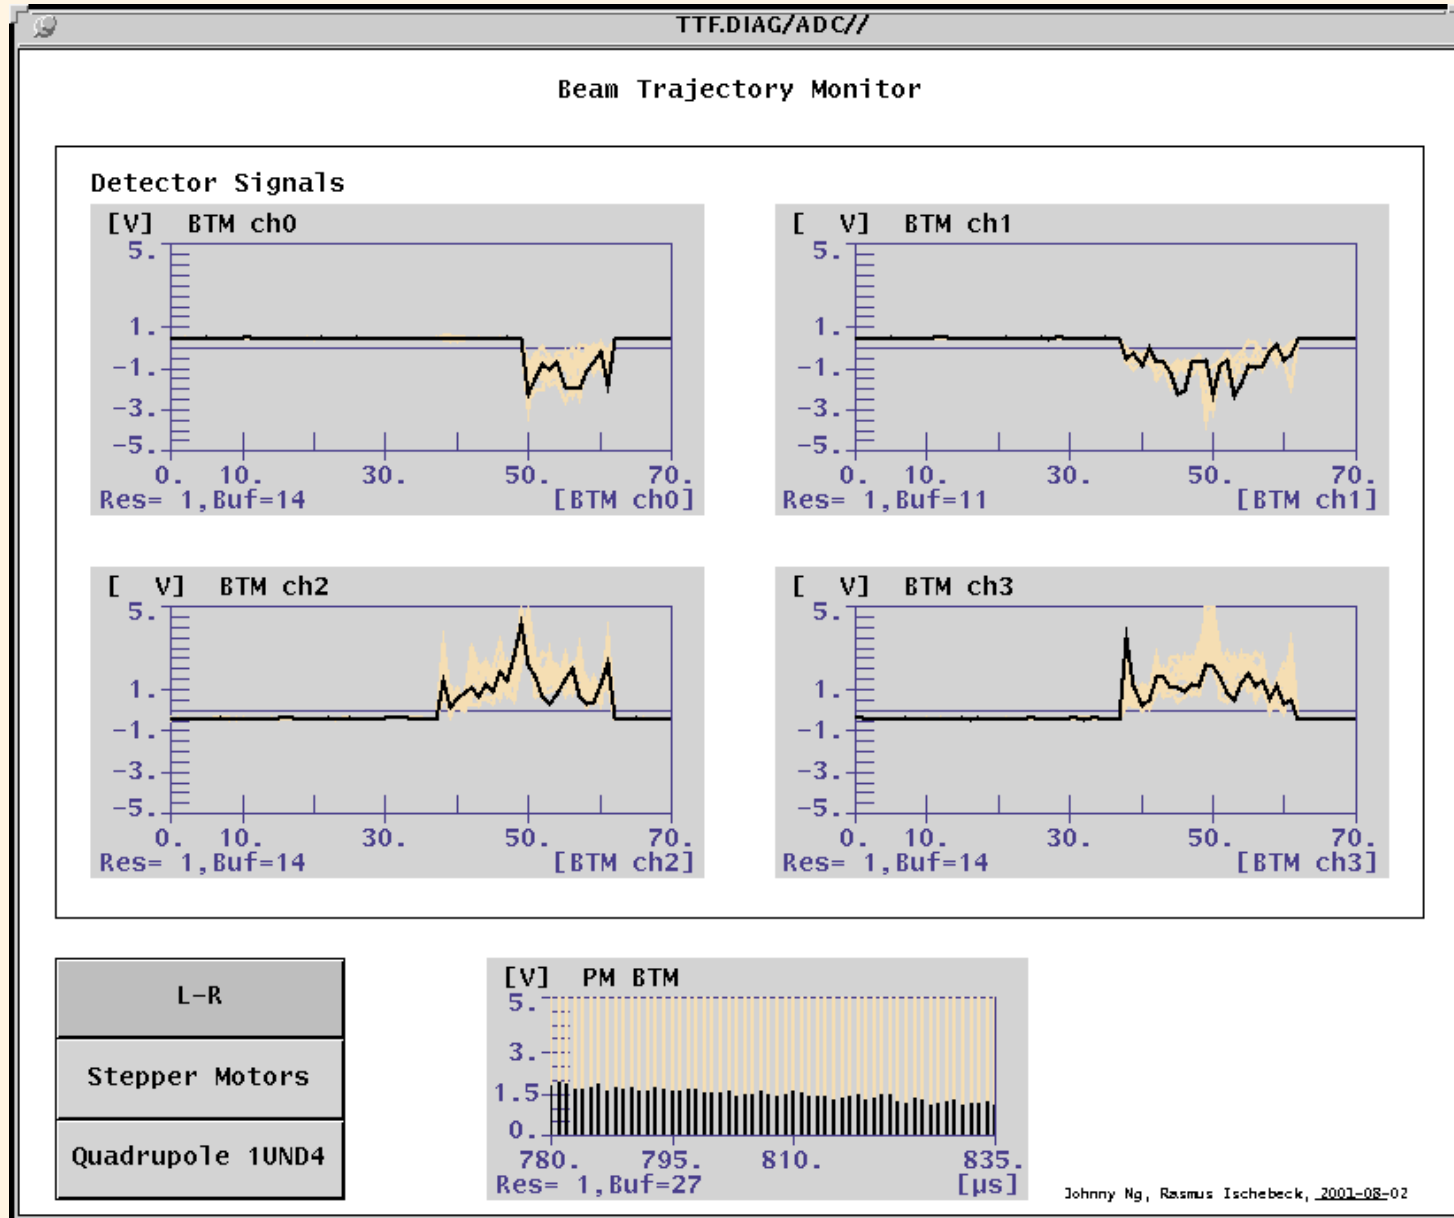 TTF.DIAG/ADC//
Beam Trajectory Monitor
Detector Signals
[V] BTM ch0
5.
1.
-1.
-3.
-5.
0. 10. 30. 50. 70.
Res= 1,Buf=14 [BTM ch0]
[ V] BTM ch1
5.
1.
-1.
-3.
-5.
0. 10. 30. 50. 70.
Res= 1,Buf=11 [BTM ch1]
[ V] BTM ch2
5.
1.
-1.
-3.
-5.
0. 10. 30. 50. 70.
Res= 1,Buf=14 [BTM ch2]
[ V] BTM ch3
5.
1.
-1.
-3.
-5.
0. 10. 30. 50. 70.
Res= 1,Buf=14 [BTM ch3]
L-R
Stepper Motors
Quadrupole 1UND4
[V] PM BTM
5.
3.
1.5
0.
780. 795. 810. 835.
Res= 1,Buf=27 [µs]
Johnny Ng, Rasmus Ischebeck, 2001-08-02